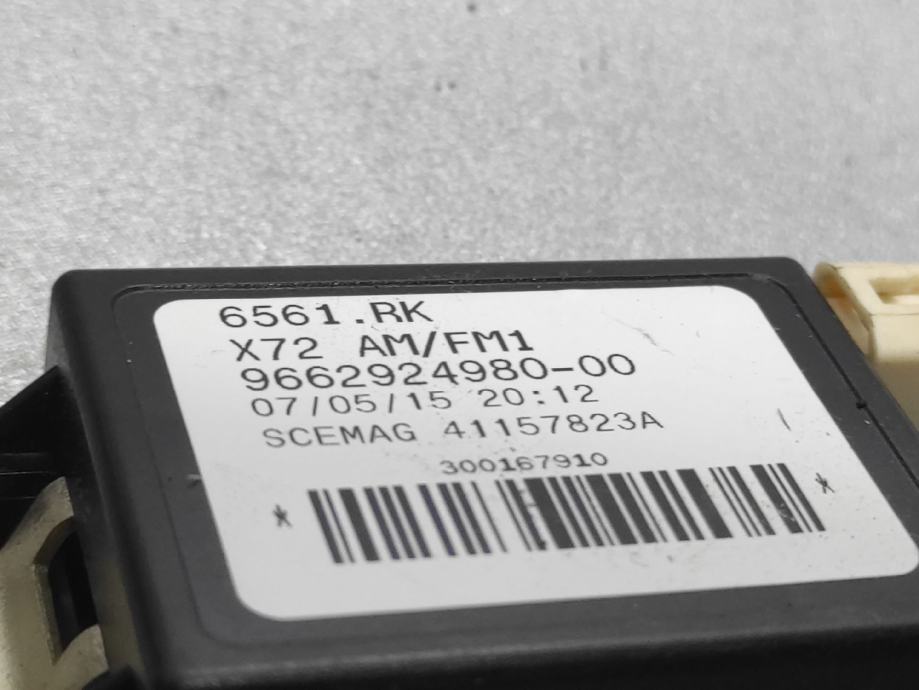 6561.RK
X72 AM/FM1
9662924980-00
07/05/15 20:12
SCEMAG 41157823A
300167910
* *